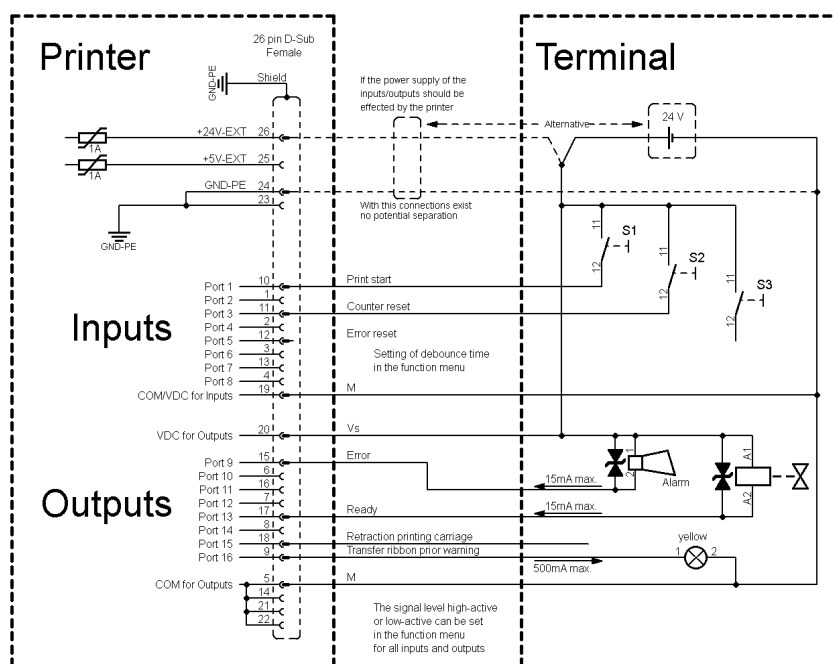 Printer
Terminal
26 pin D-Sub
Female
Shield
GND-PE
If the power supply of the
inputs/outputs should be
effected by the printer
Alternative
24 V
+24V-EXT 26
1A
+5V-EXT 25
1A
GND-PE 24
23
GND-PE
With this connections exist
no potential separation
11 S1
12
11 S2
12
11 S3
12
Inputs
Port 1 10 Print start
Port 2 1
Port 3 11 Counter reset
Port 4 2
Port 5 12 Error reset
Port 6 3
Port 7 13
Port 8 4
Setting of debounce time
in the function menu
COM/VDC for Inputs 19 M
VDC for Outputs 20 Vs
Outputs
Port 9 15 Error
Port 10 6
Port 11 16
Port 12 7
Port 13 17 Ready
Port 14 8
Port 15 18 Retraction printing carriage
Port 16 9 Transfer ribbon prior warning
15mA max.
1
2
Alarm
A1
A2
15mA max.
500mA max.
yellow
1 2
COM for Outputs 5 M
14
21
22
The signal level high-active
or low-active can be set
in the function menu
for all inputs and outputs